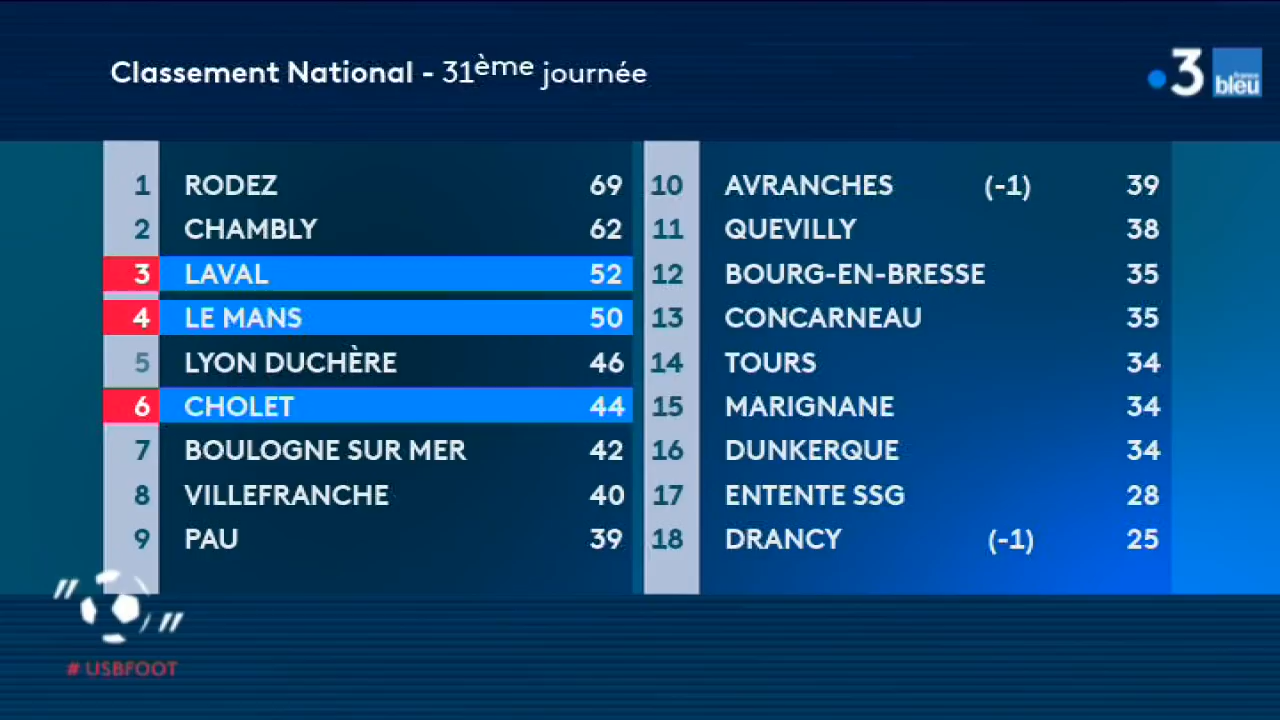 Classement National - 31ème journée
3
france
bleu
1 RODEZ 69
2 CHAMBLY 62
3 LAVAL 52
4 LE MANS 50
5 LYON DUCHÈRE 46
6 CHOLET 44
7 BOULOGNE SUR MER 42
8 VILLEFRANCHE 40
9 PAU 39
10 AVRANCHES (-1) 39
11 QUEVILLY 38
12 BOURG-EN-BRESSE 35
13 CONCARNEAU 35
14 TOURS 34
15 MARIGNANE 34
16 DUNKERQUE 34
17 ENTENTE SSG 28
18 DRANCY (-1) 25
# USBFOOT